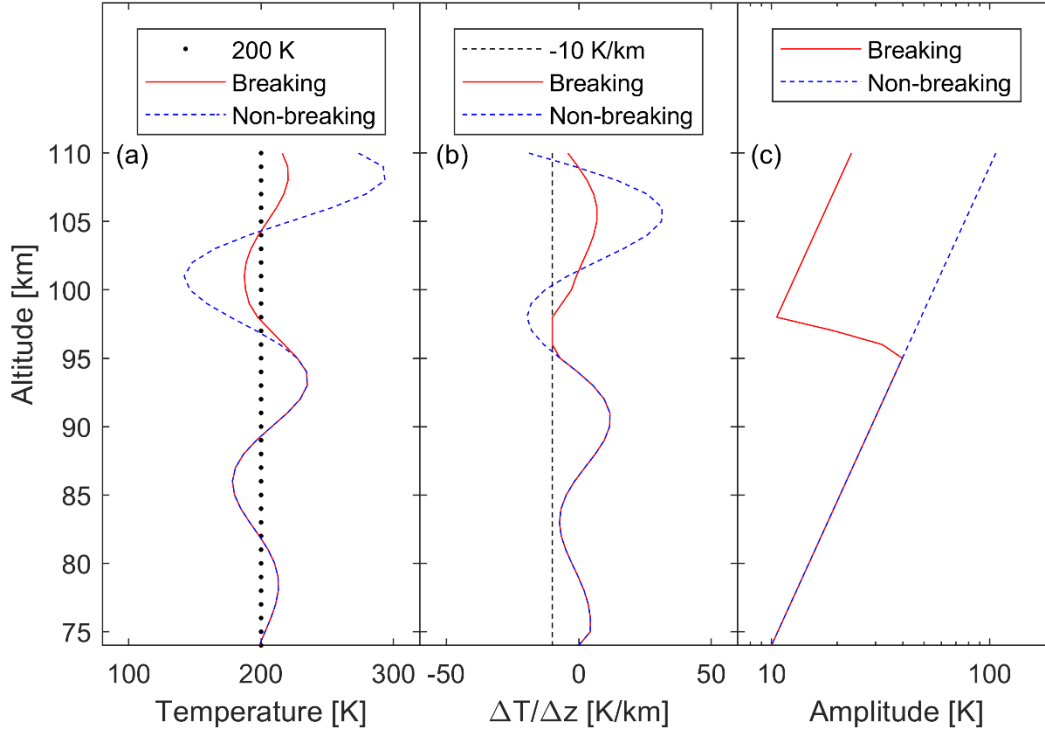 200 K
Breaking
Non-breaking
-10 K/km
Breaking
Non-breaking
Breaking
Non-breaking
(a)
(b)
(c)
110
105
100
95
90
85
80
75
Altitude [km]
100
200
300
-50
0
50
10
100
Temperature [K]
ΔT/Δz [K/km]
Amplitude [K]